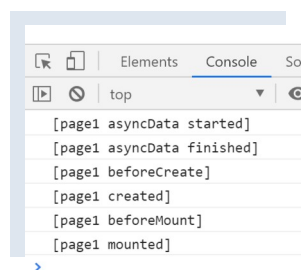 Elements Console So
top
[page1 asyncData started]
[page1 asyncData finished]
[page1 beforeCreate]
[page1 created]
[page1 beforeMount]
[page1 mounted]
>